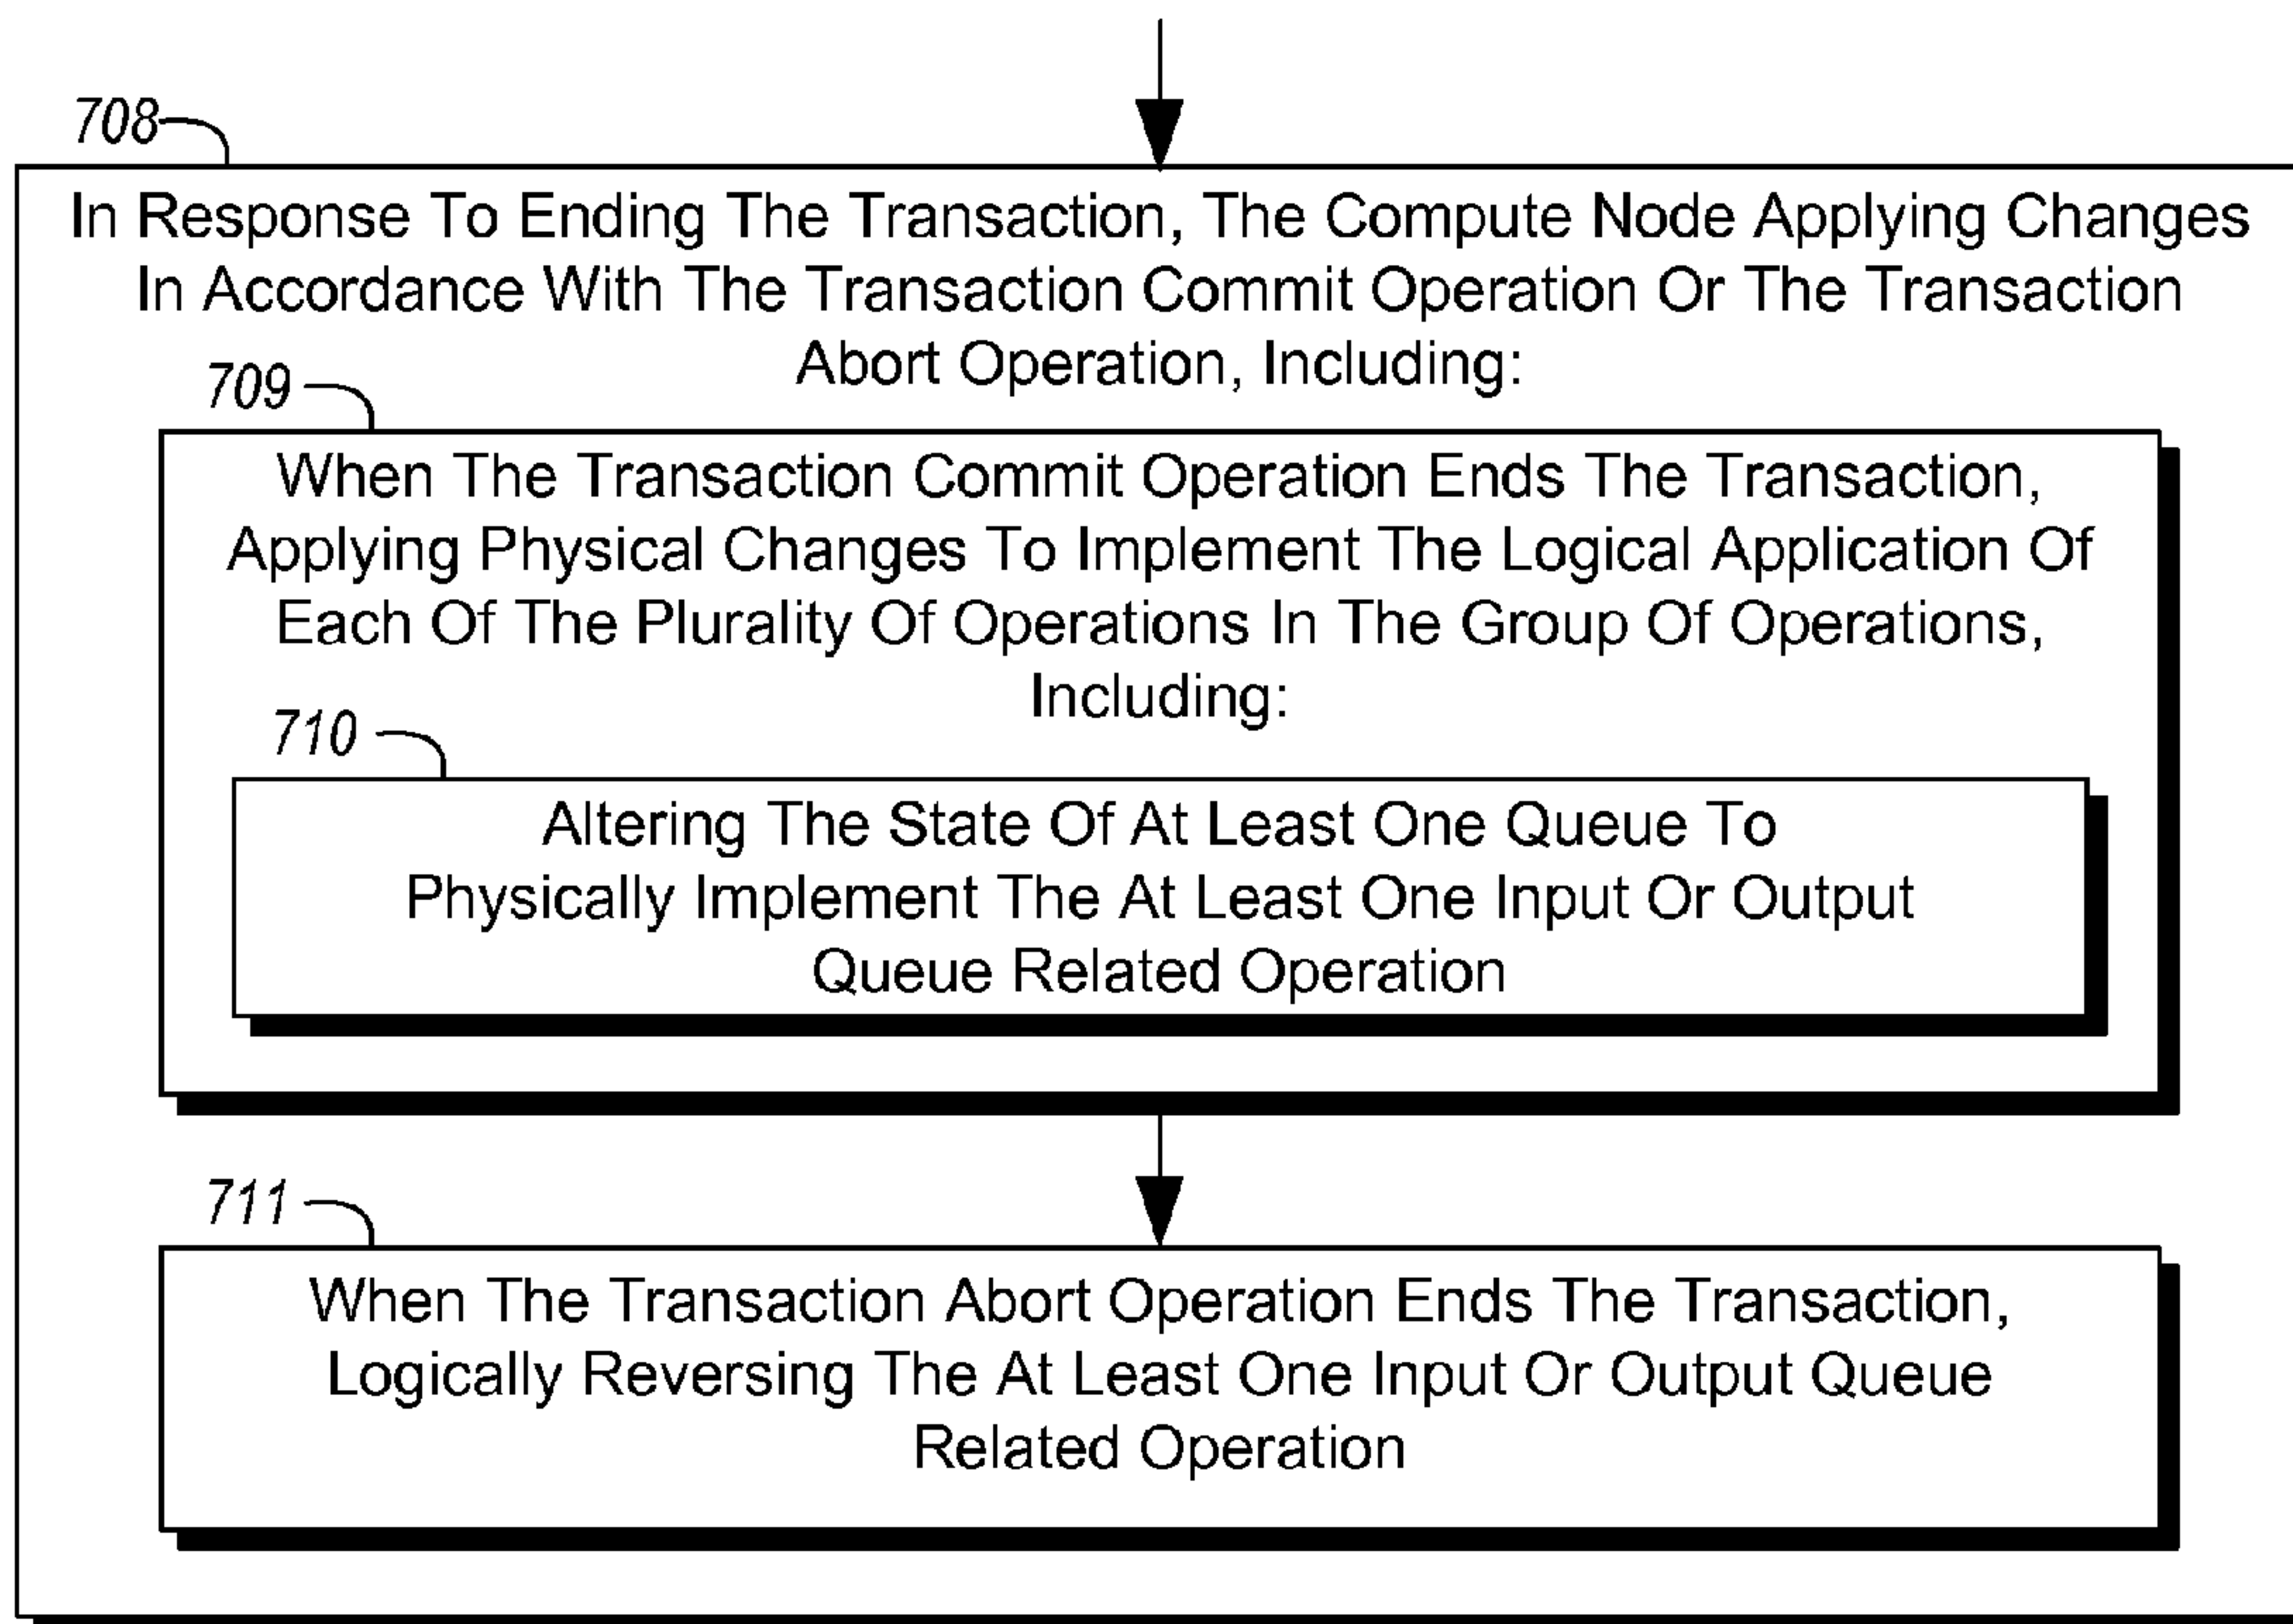 708
In Response To Ending The Transaction, The Compute Node Applying Changes
In Accordance With The Transaction Commit Operation Or The Transaction
Abort Operation, Including:
709
When The Transaction Commit Operation Ends The Transaction,
Applying Physical Changes To Implement The Logical Application Of
Each Of The Plurality Of Operations In The Group Of Operations,
Including:
710
Altering The State Of At Least One Queue To
Physically Implement The At Least One Input Or Output
Queue Related Operation
711
When The Transaction Abort Operation Ends The Transaction,
Logically Reversing The At Least One Input Or Output Queue
Related Operation